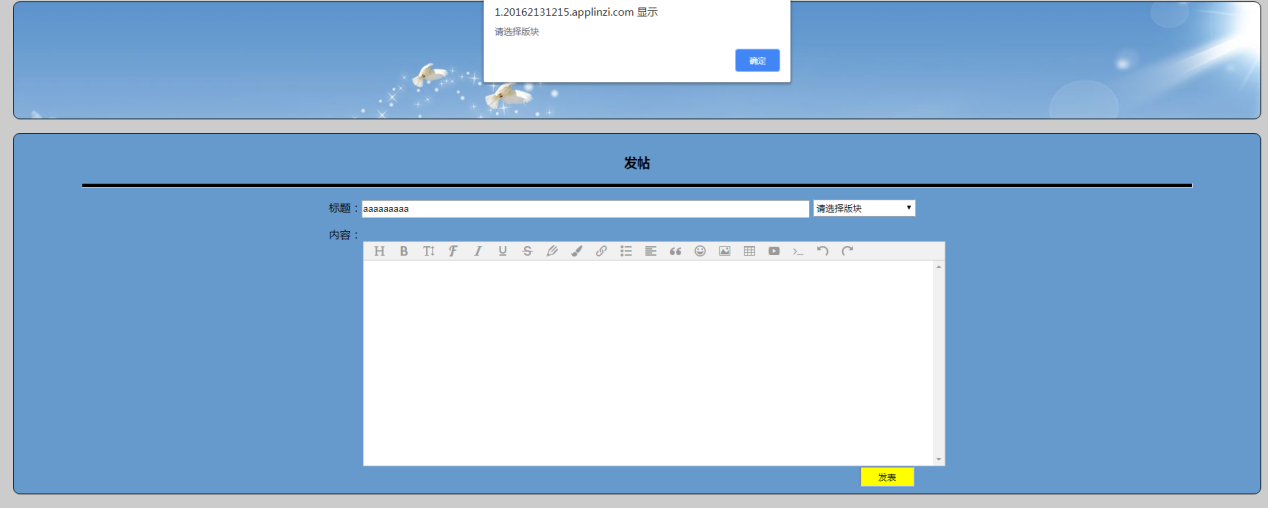 1.20162131215.applinzi.com 显示
请选择版块
确定
发帖
标题： aaaaaaaaa 请选择版块
内容：
发表